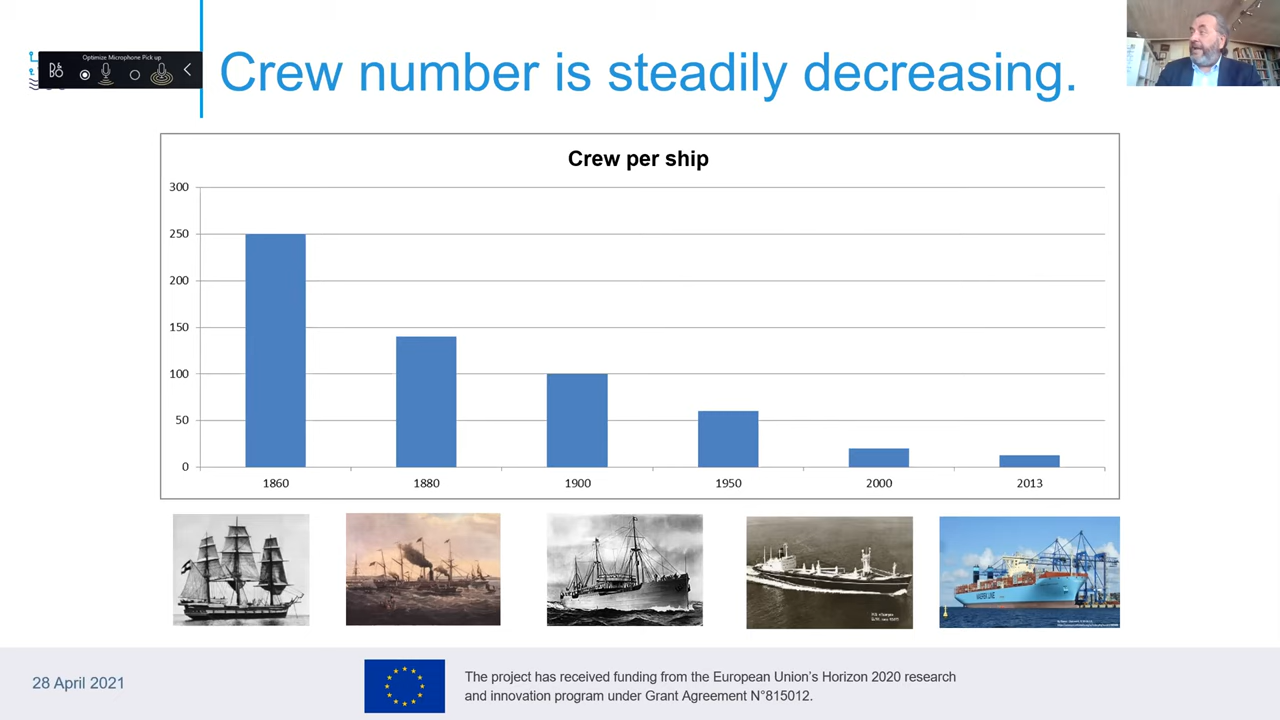 Optimize Microphone Pick up
Crew number is steadily decreasing.
Crew per ship
300
250
200
150
100
50
0
1860
1880
1900
1950
2000
2013
MAERSK LINE
28 April 2021
The project has received funding from the European Union's Horizon 2020 research
and innovation program under Grant Agreement N°815012.